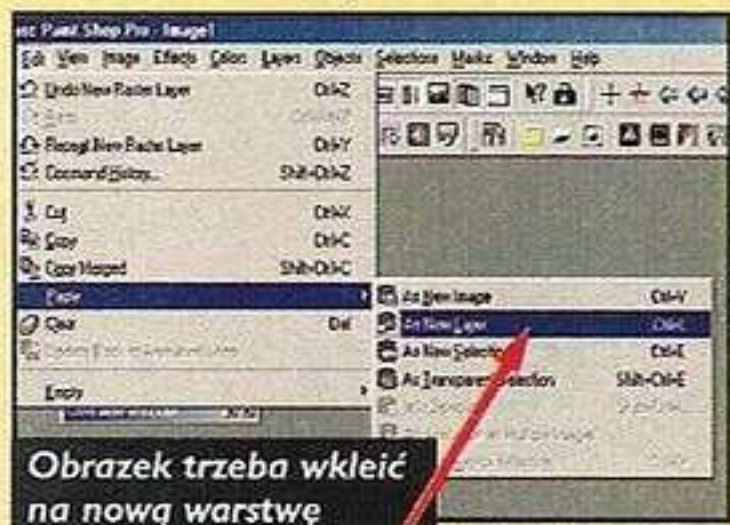 Paint Shop Pro - Image1
Edit View Image Effects Colors Layers Objects Selections Masks Window Help
Undo New Raster Layer Ctrl+Z
Repeat New Raster Layer Ctrl+Y
Command History... Shift+Ctrl+Z
Cut Ctrl+X
Copy Ctrl+C
Copy Merged Shift+Ctrl+C
Paste
Clear Del
Empty
As New Image Ctrl+V
As New Layer Ctrl+L
As New Selection Ctrl+E
As Transparent Selection Shift+Ctrl+E
Obrazek trzeba wkleić
na nową warstwę